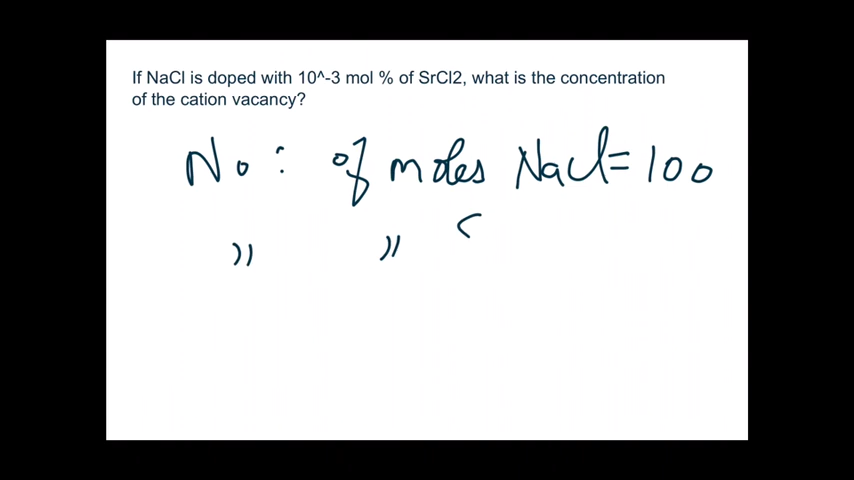 If NaCl is doped with 10^-3 mol % of SrCl2, what is the concentration
of the cation vacancy?
No: of moles NaCl = 100
" "